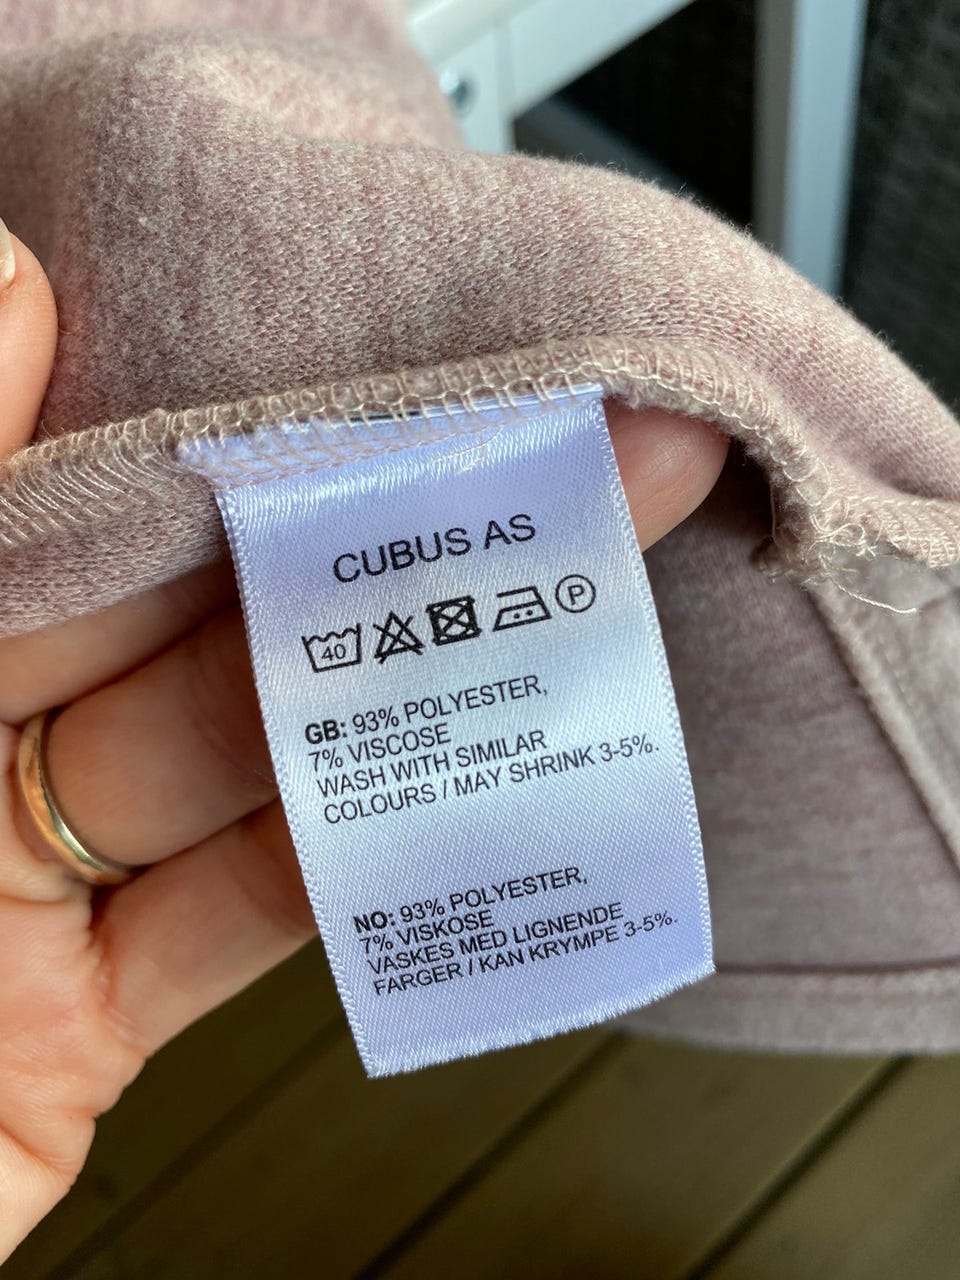 CUBUS AS
40 P
GB: 93% POLYESTER,
7% VISCOSE
WASH WITH SIMILAR
COLOURS / MAY SHRINK 3-5%.
NO: 93% POLYESTER,
7% VISKOSE
VASKES MED LIGNENDE
FARGER / KAN KRYMPE 3-5%.